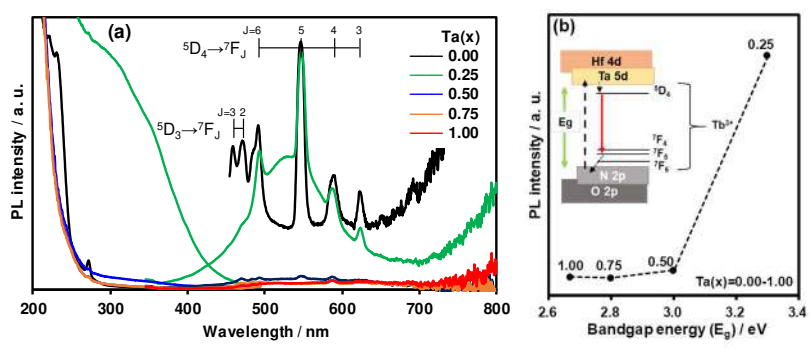 (a)
J=6 5 4 3
⁵D₄→⁷F_J
J=3 2
⁵D₃→⁷F_J
Ta(x)
0.00
0.25
0.50
0.75
1.00
PL intensity / a. u.
200 300 400 500 600 700 800
Wavelength / nm
(b)
0.25
Hf 4d
Ta 5d
⁵D₄
Eg
Tb³⁺
⁷F₄
⁷F₅
⁷F₆
N 2p
O 2p
1.00 0.75 0.50
Ta(x)=0.00-1.00
PL intensity / a. u.
2.6 2.8 3.0 3.2 3.4
Bandgap energy (E_g) / eV